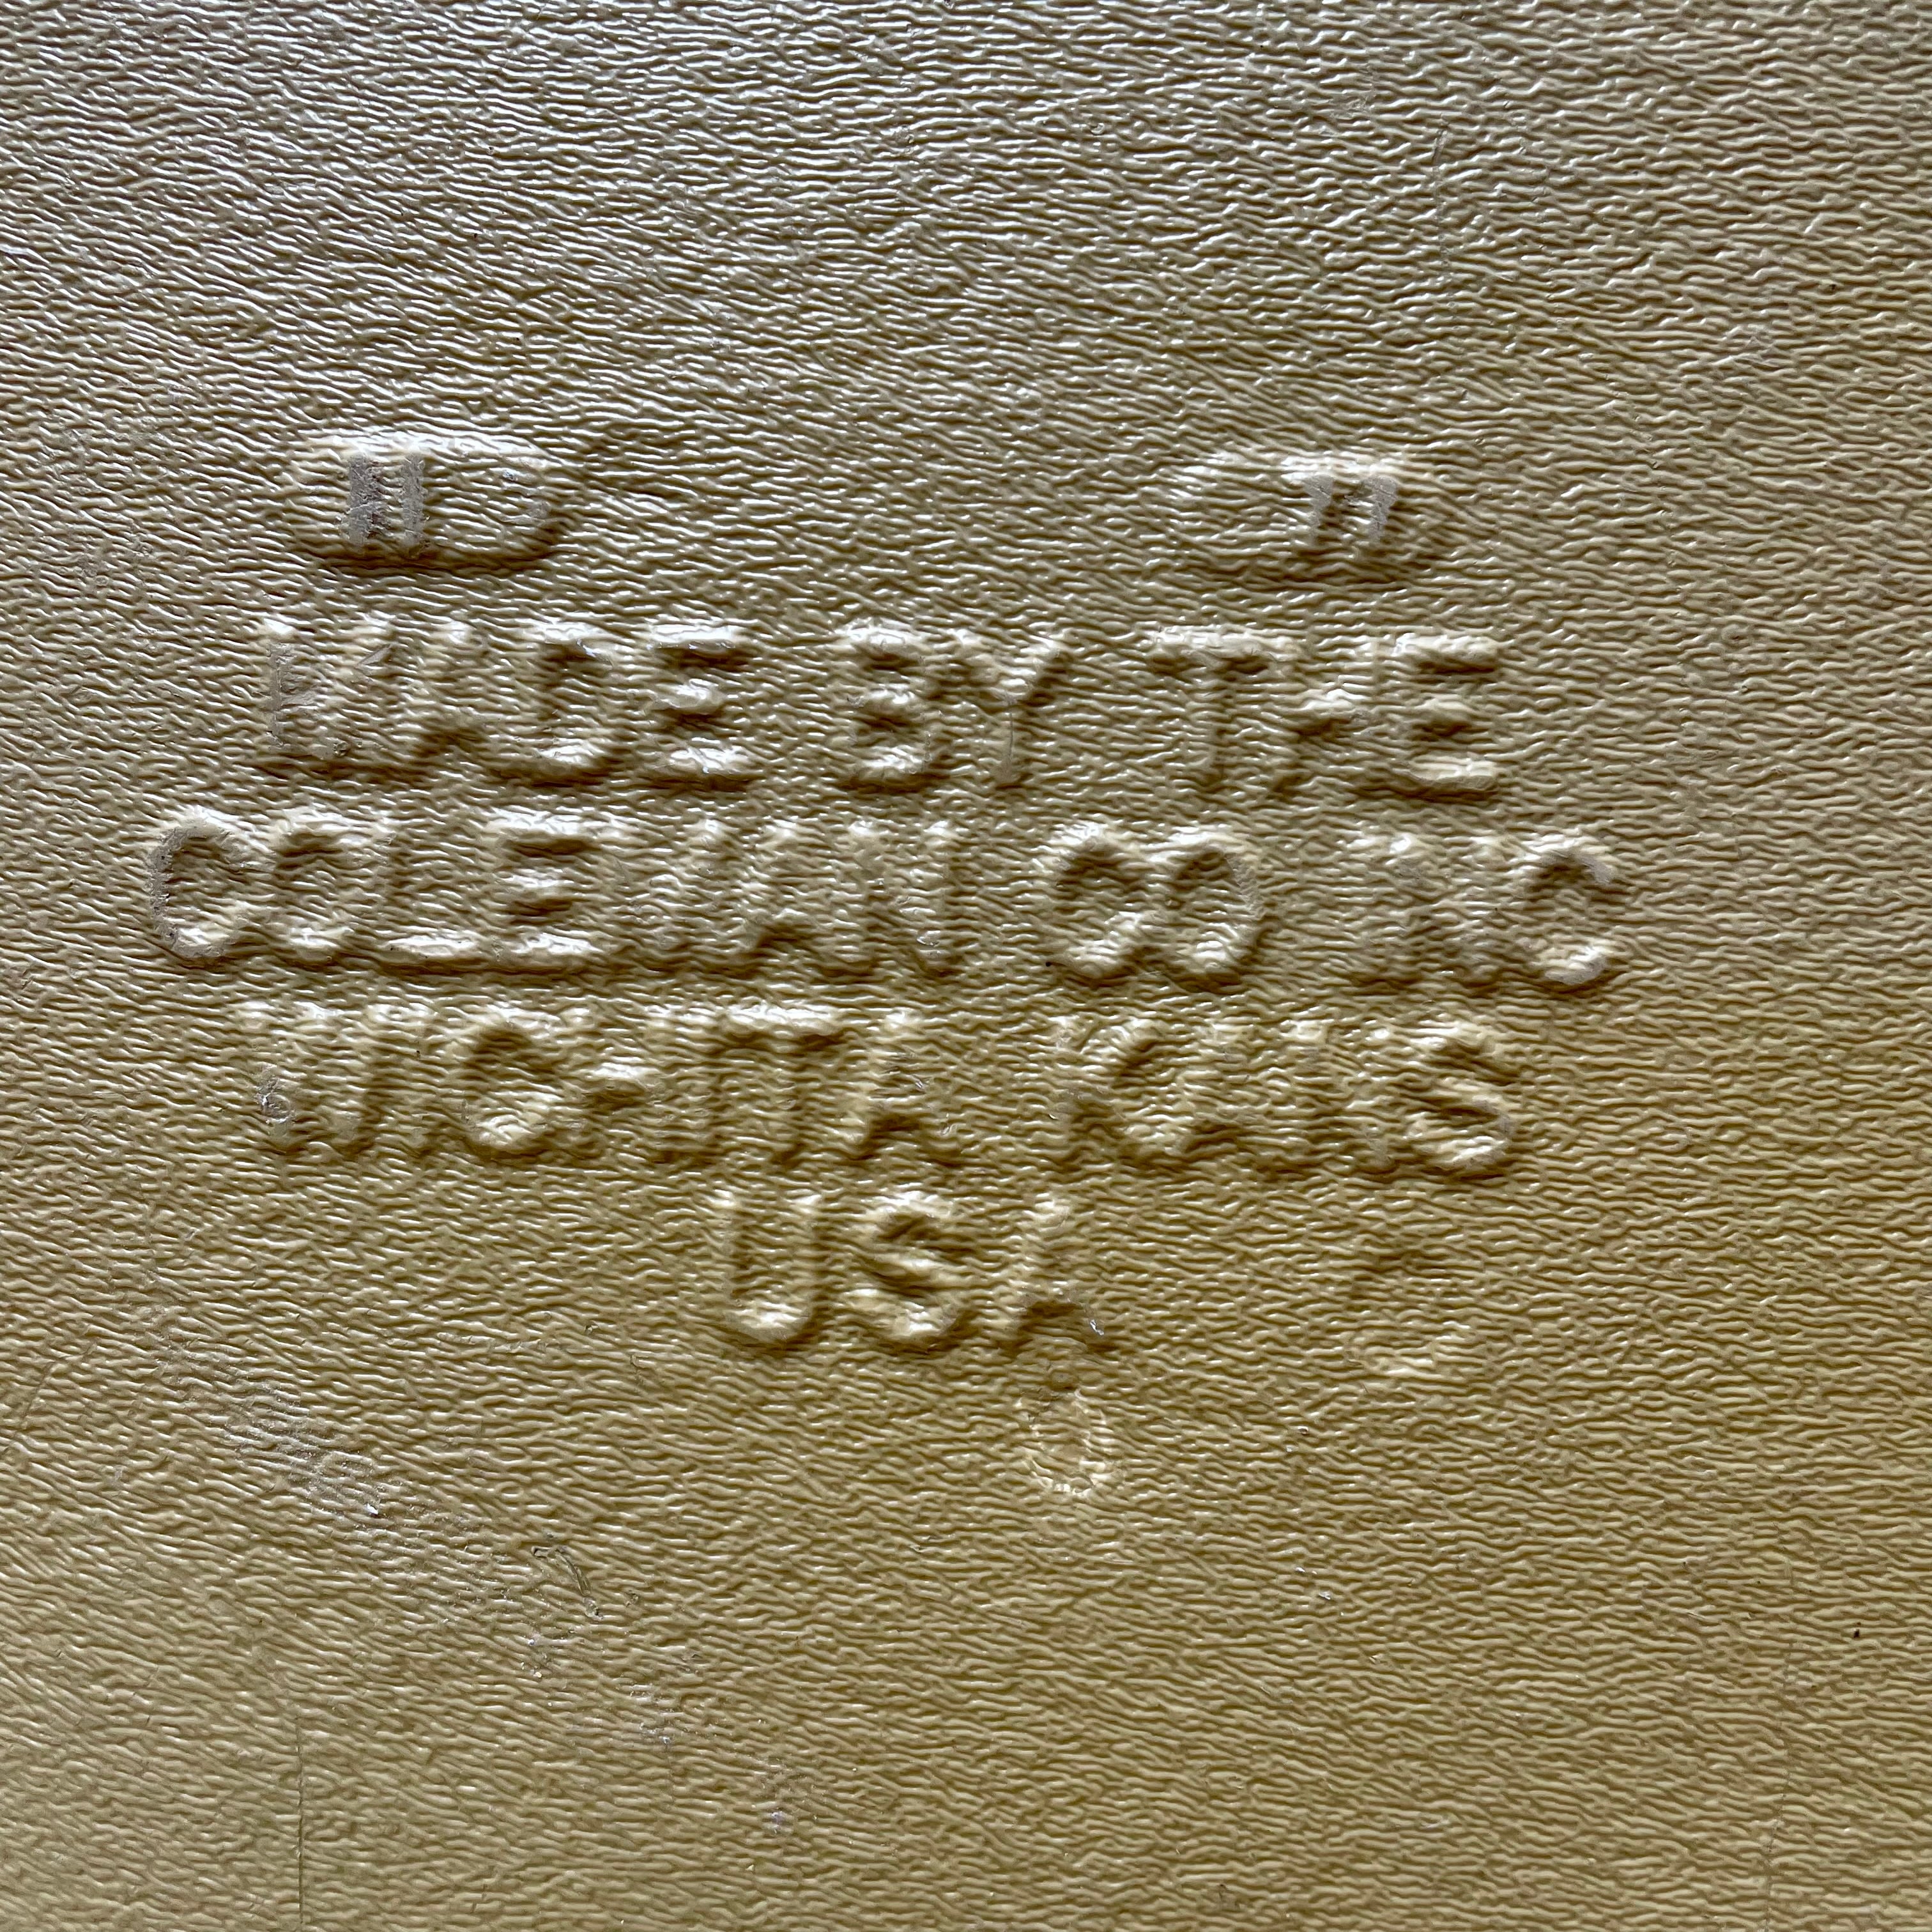 MADE BY THE
COLEMAN CO INC
WICHITA KANS
USA